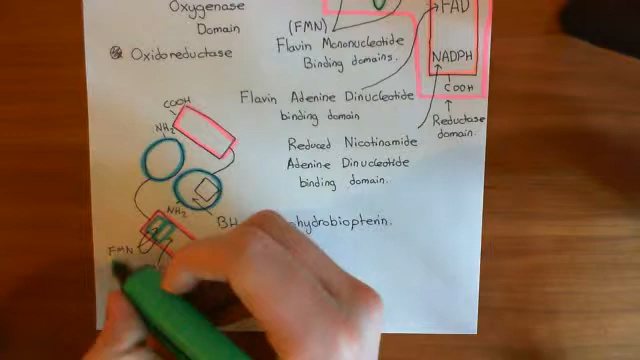 Oxygenase
Domain
Oxidoreductase
(FMN)
Flavin Mononucleotide
Binding domains.
FAD
NADPH
COOH
Reductase
domain.
Flavin Adenine Dinucleotide
binding domain
Reduced Nicotinamide
Adenine Dinucleotide
binding domain.
COOH
NH2
NH2
BH
hydrobiopterin.
FMN